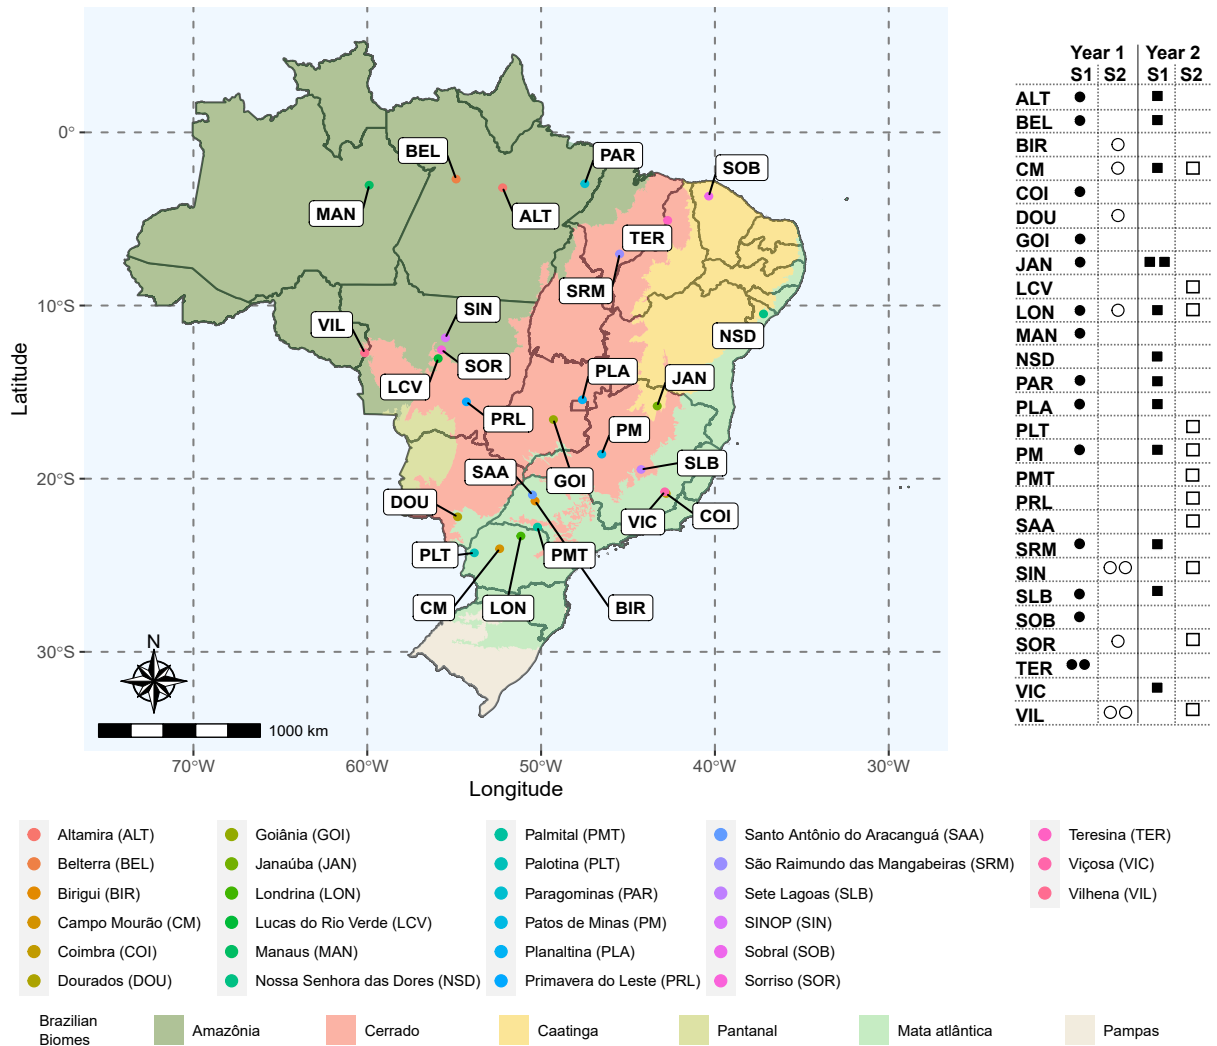 Year 1 Year 2
S1 S2 S1 S2
ALT
BEL
BIR
CM
COI
DOU
GOI
JAN
LCV
LON
MAN
NSD
PAR
PLA
PLT
PM
PMT
PRL
SAA
SRM
SIN
SLB
SOB
SOR
TER
VIC
VIL
Latitude
0°
10°S
20°S
30°S
BEL
PAR
SOB
MAN
ALT
TER
SRM
SIN
VIL
NSD
SOR
LCV
PLA
JAN
PRL
PM
SAA
GOI
SLB
DOU
VIC
COI
PLT
PMT
CM
LON
BIR
N
1000 km
70°W 60°W 50°W 40°W 30°W
Longitude
Altamira (ALT)
Belterra (BEL)
Birigui (BIR)
Campo Mourão (CM)
Coimbra (COI)
Dourados (DOU)
Goiânia (GOI)
Janaúba (JAN)
Londrina (LON)
Lucas do Rio Verde (LCV)
Manaus (MAN)
Nossa Senhora das Dores (NSD)
Palmital (PMT)
Palotina (PLT)
Paragominas (PAR)
Patos de Minas (PM)
Planaltina (PLA)
Primavera do Leste (PRL)
Santo Antônio do Aracanguá (SAA)
São Raimundo das Mangabeiras (SRM)
Sete Lagoas (SLB)
SINOP (SIN)
Sobral (SOB)
Sorriso (SOR)
Teresina (TER)
Viçosa (VIC)
Vilhena (VIL)
Brazilian
Biomes
Amazônia
Cerrado
Caatinga
Pantanal
Mata atlântica
Pampas